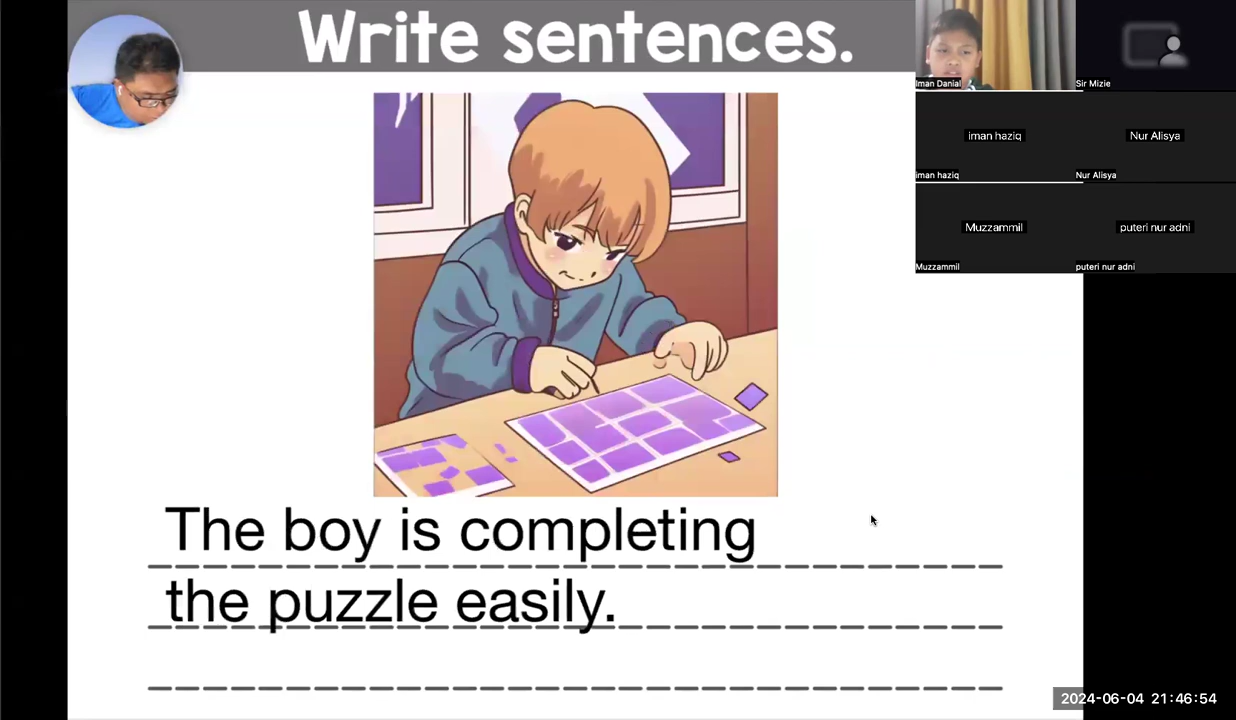 Write sentences.
Iman Danial
Sir Mizie
iman haziq
iman haziq
Nur Alisya
Nur Alisya
Muzzammil
Muzzammil
puteri nur adni
puteri nur adni
The boy is completing
the puzzle easily.
2024-06-04 21:46:54